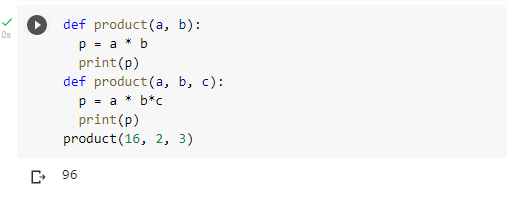 def product(a, b):
  p = a * b
  print(p)
def product(a, b, c):
  p = a * b*c
  print(p)
product(16, 2, 3)
0s
96